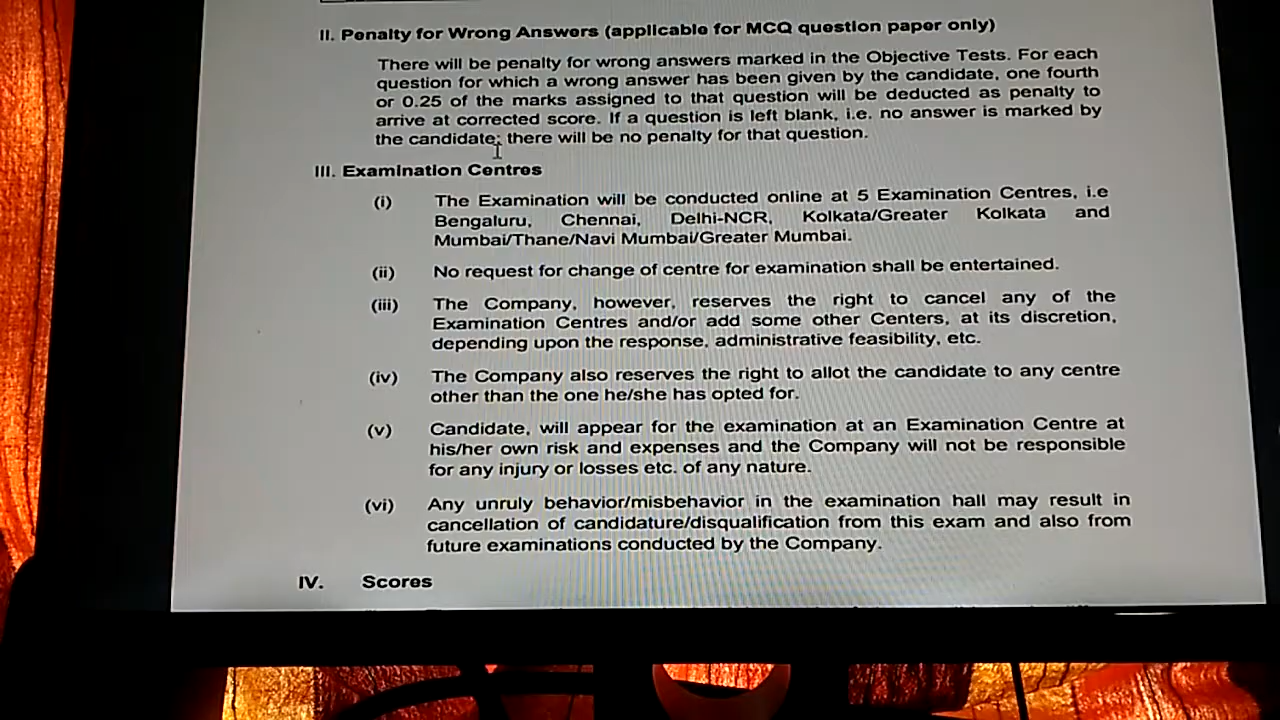 II. Penalty for Wrong Answers (applicable for MCQ question paper only)
There will be penalty for wrong answers marked in the Objective Tests. For each
question for which a wrong answer has been given by the candidate, one fourth
or 0.25 of the marks assigned to that question will be deducted as penalty to
arrive at corrected score. If a question is left blank, i.e. no answer is marked by
the candidate; there will be no penalty for that question.
III. Examination Centres
(i) The Examination will be conducted online at 5 Examination Centres, i.e
Bengaluru, Chennai, Delhi-NCR, Kolkata/Greater Kolkata and
Mumbai/Thane/Navi Mumbai/Greater Mumbai.
(ii) No request for change of centre for examination shall be entertained.
(iii) The Company, however, reserves the right to cancel any of the
Examination Centres and/or add some other Centers, at its discretion,
depending upon the response, administrative feasibility, etc.
(iv) The Company also reserves the right to allot the candidate to any centre
other than the one he/she has opted for.
(v) Candidate, will appear for the examination at an Examination Centre at
his/her own risk and expenses and the Company will not be responsible
for any injury or losses etc. of any nature.
(vi) Any unruly behavior/misbehavior in the examination hall may result in
cancellation of candidature/disqualification from this exam and also from
future examinations conducted by the Company.
IV. Scores